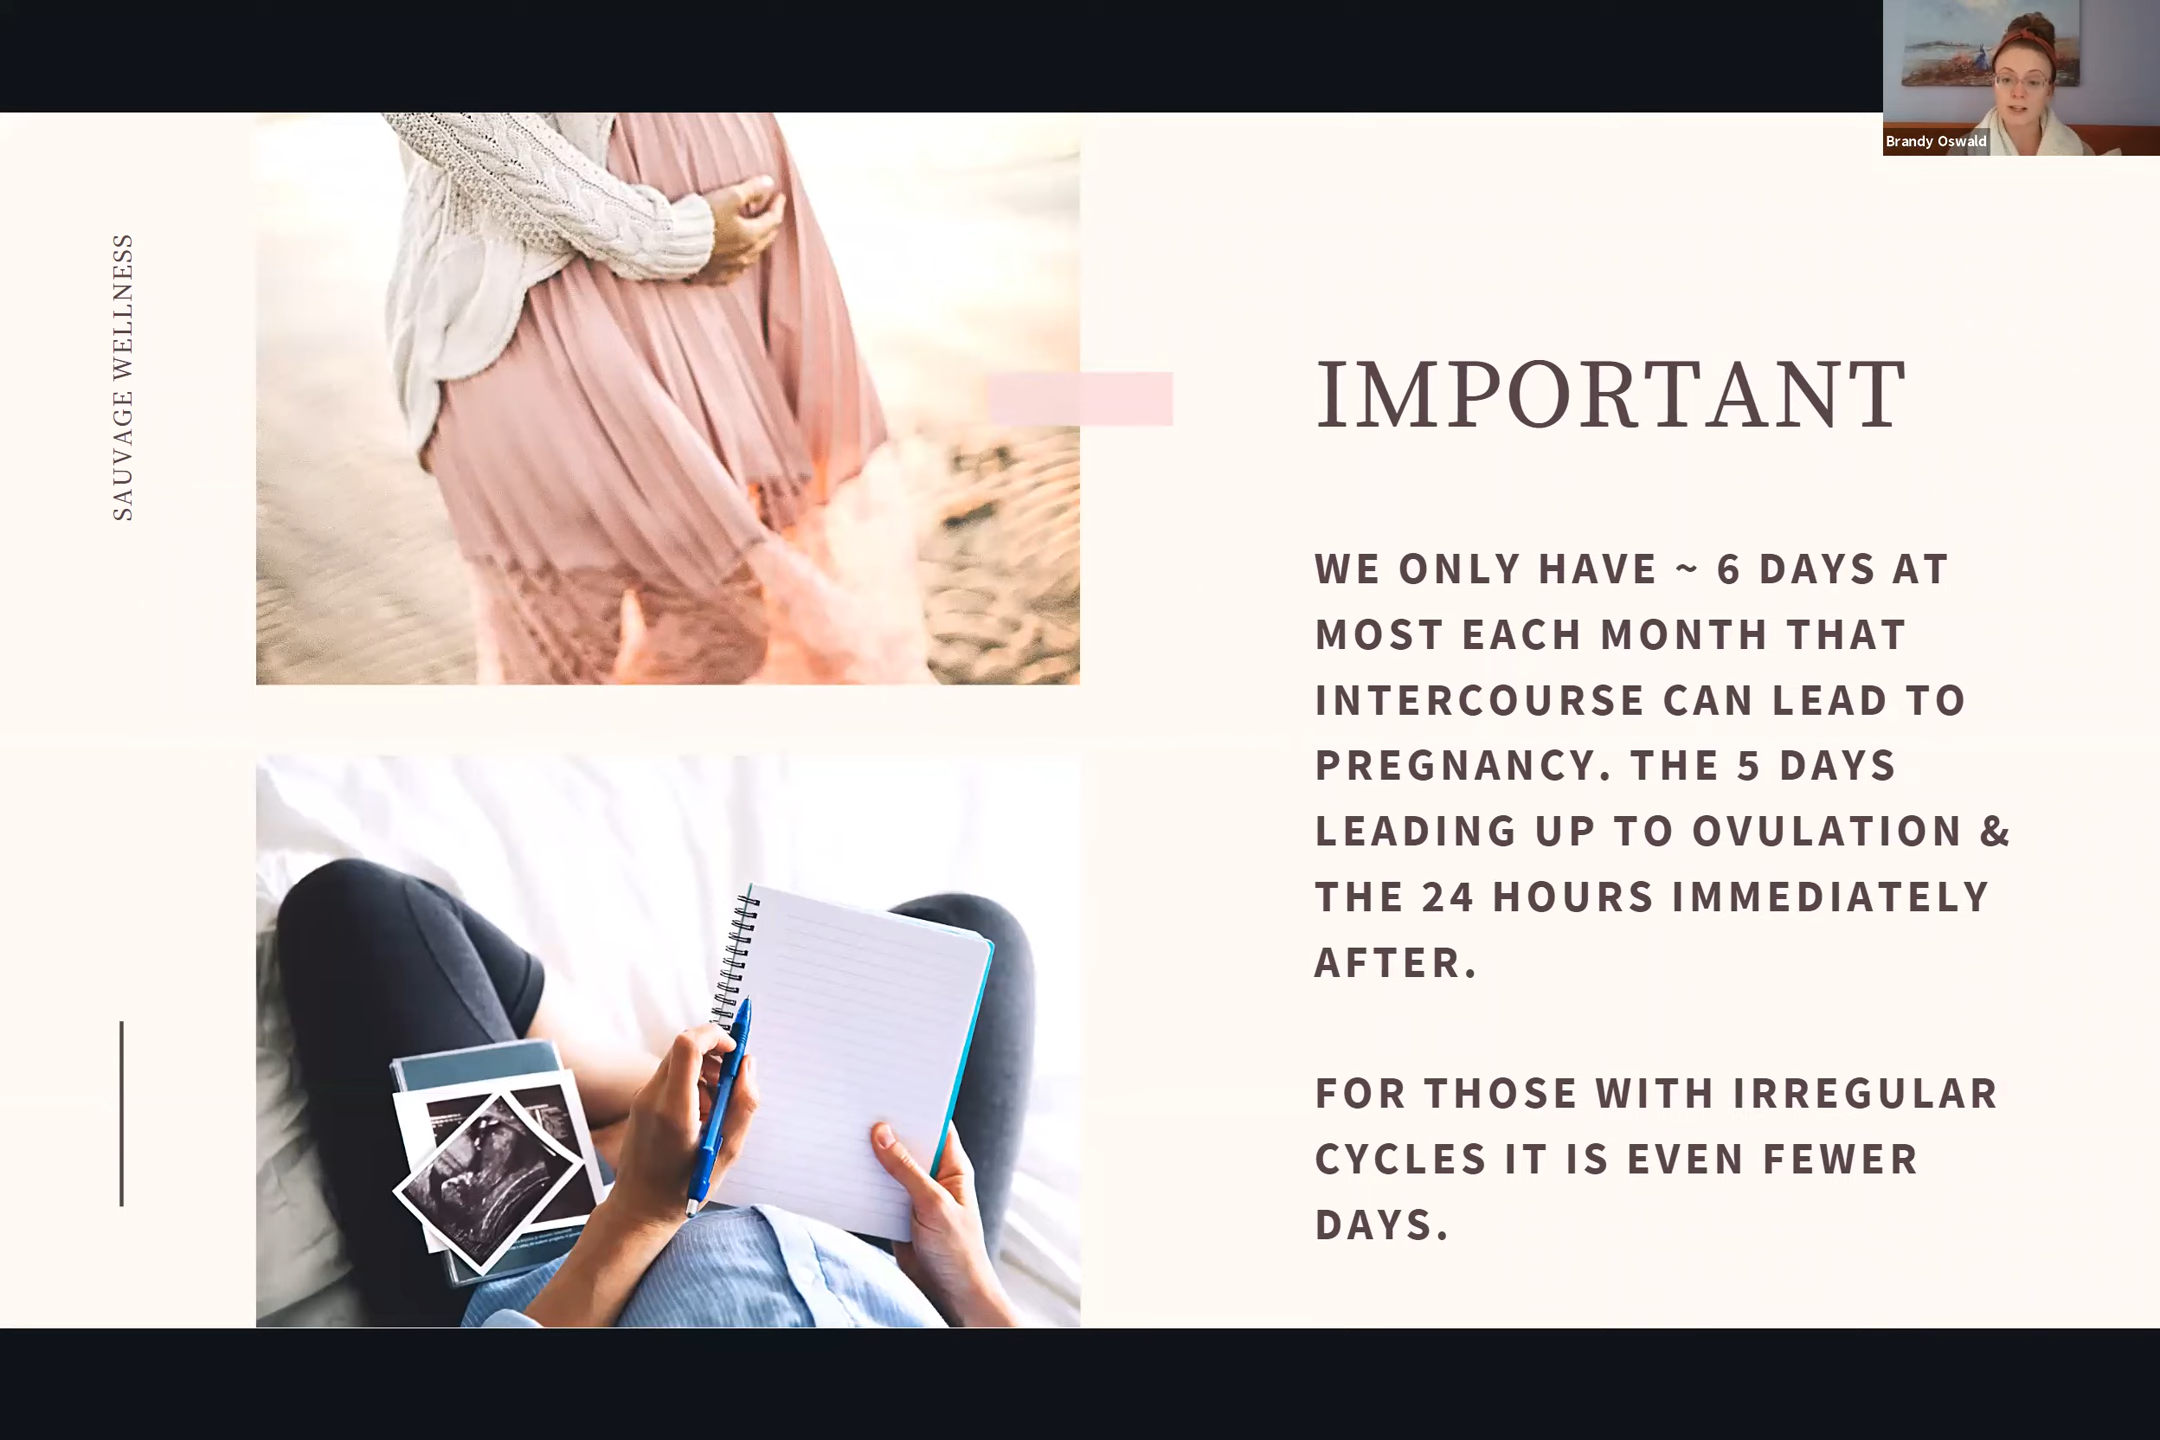 Brandy Oswald
SAUVAGE WELLNESS
IMPORTANT
WE ONLY HAVE ~ 6 DAYS AT
MOST EACH MONTH THAT
INTERCOURSE CAN LEAD TO
PREGNANCY. THE 5 DAYS
LEADING UP TO OVULATION &
THE 24 HOURS IMMEDIATELY
AFTER.
FOR THOSE WITH IRREGULAR
CYCLES IT IS EVEN FEWER
DAYS.